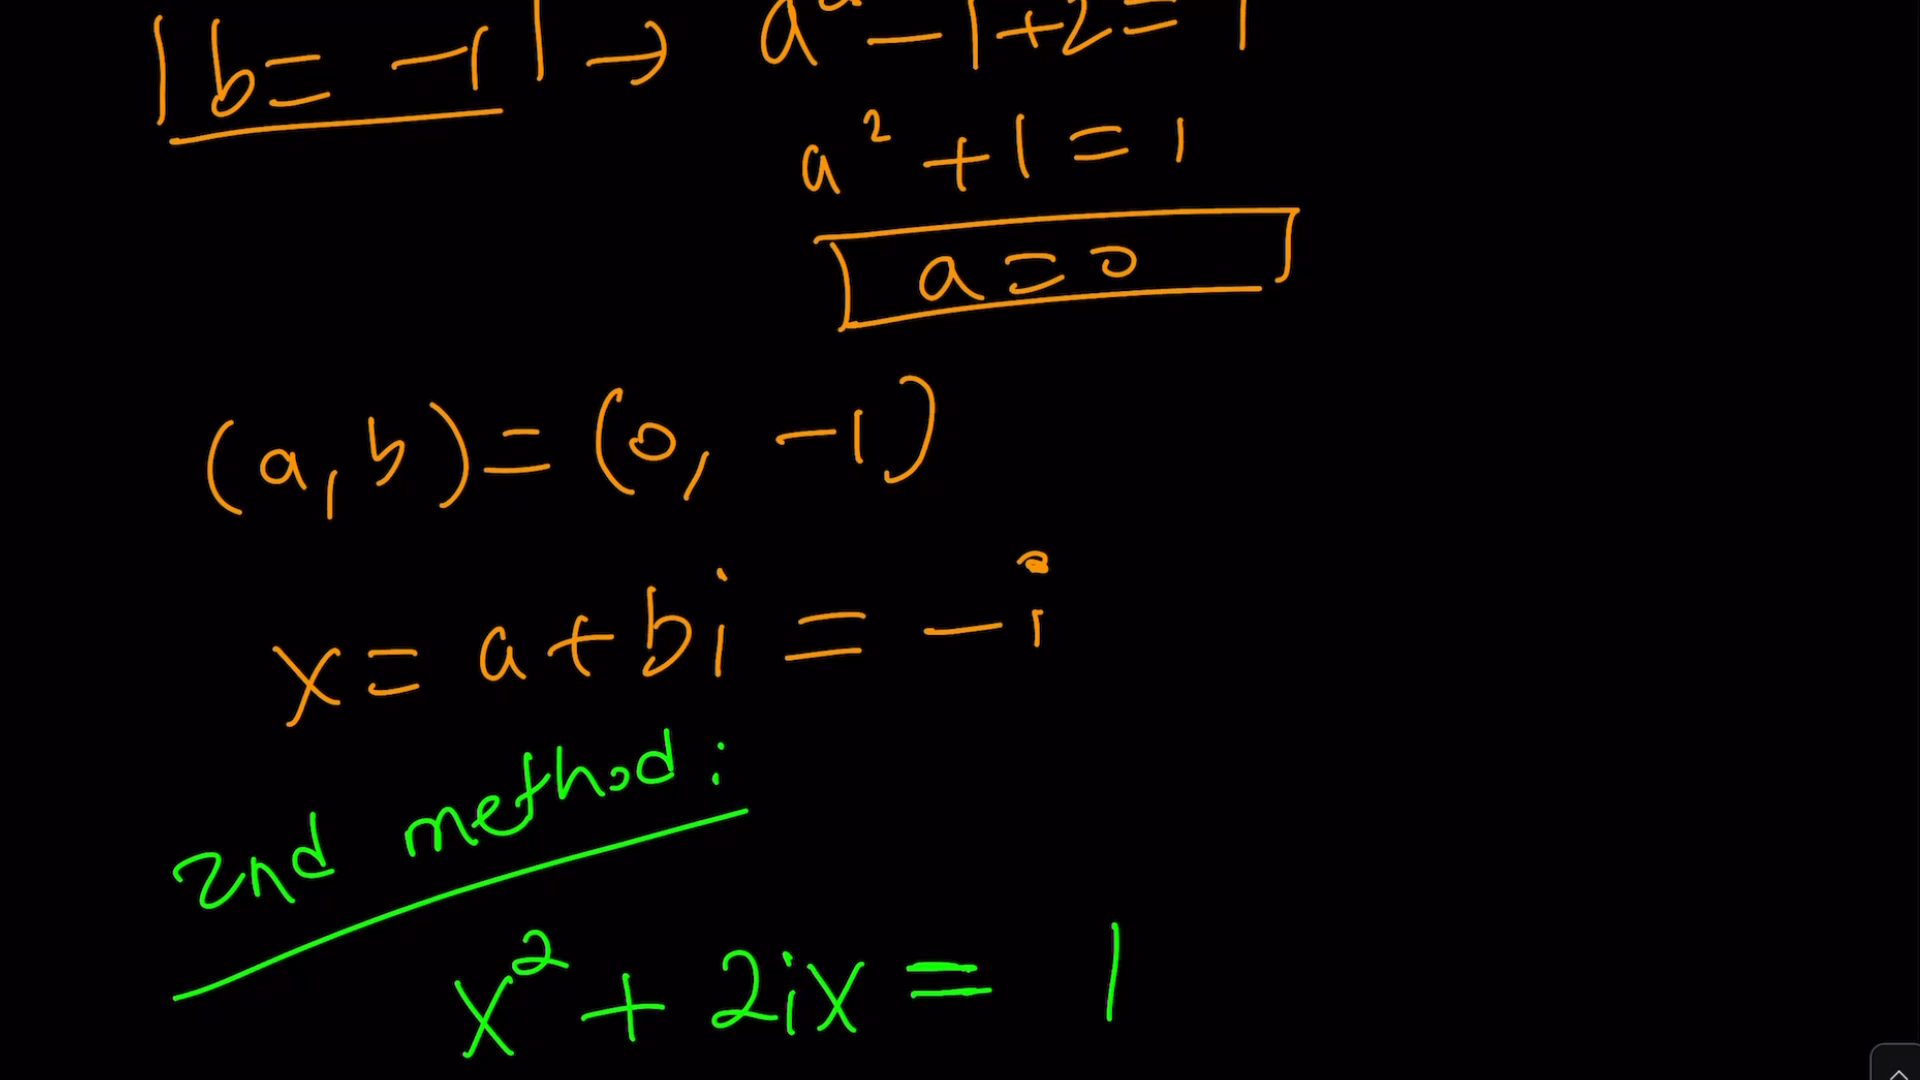 | b = -1 | → a² - 1 + 2 = 1
a² + 1 = 1
a = 0
(a, b) = (0, -1)
x = a + bi = -i
2nd method:
x² + 2ix = 1